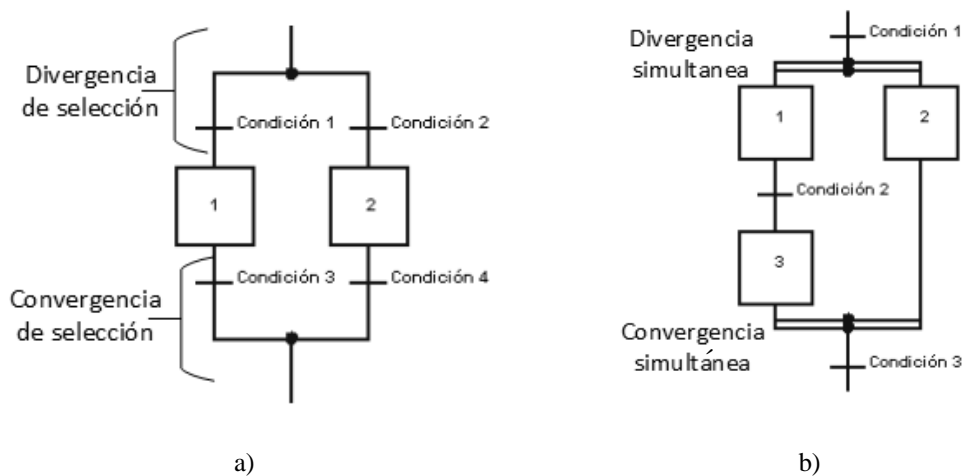 Divergencia
de selección
Condición 1
Condición 2
1
2
Condición 3
Condición 4
Convergencia
de selección
a)
Divergencia
simultanea
Condición 1
1
2
Condición 2
3
Convergencia
simultánea
Condición 3
b)